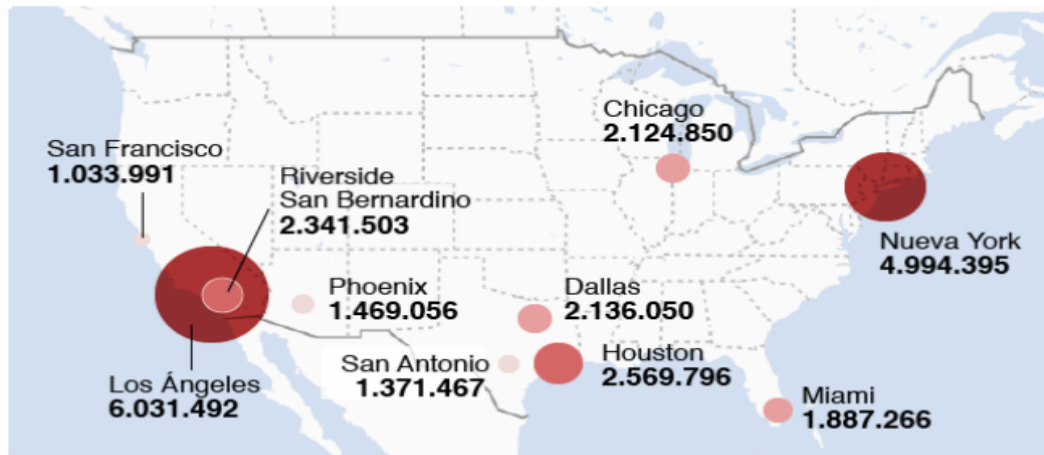 Chicago
2.124.850
San Francisco
1.033.991
Riverside
San Bernardino
2.341.503
Nueva York
4.994.395
Phoenix
1.469.056
Dallas
2.136.050
San Antonio
1.371.467
Houston
2.569.796
Los Ángeles
6.031.492
Miami
1.887.266